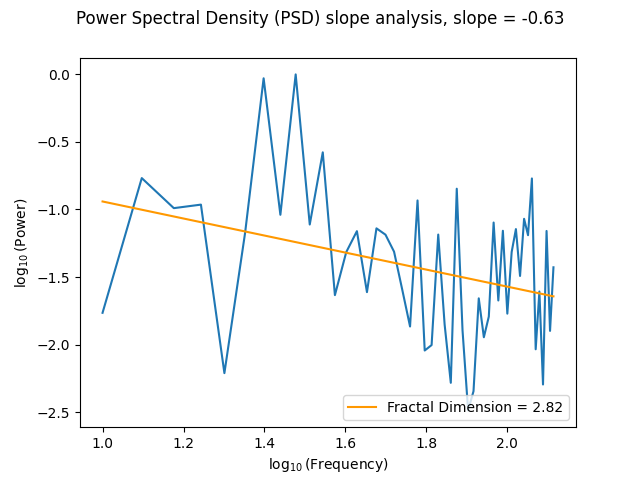 Power Spectral Density (PSD) slope analysis, slope = -0.63
0.0
−0.5
−1.0
−1.5
−2.0
−2.5
log₁₀(Power)
Fractal Dimension = 2.82
1.0 1.2 1.4 1.6 1.8 2.0
log₁₀(Frequency)